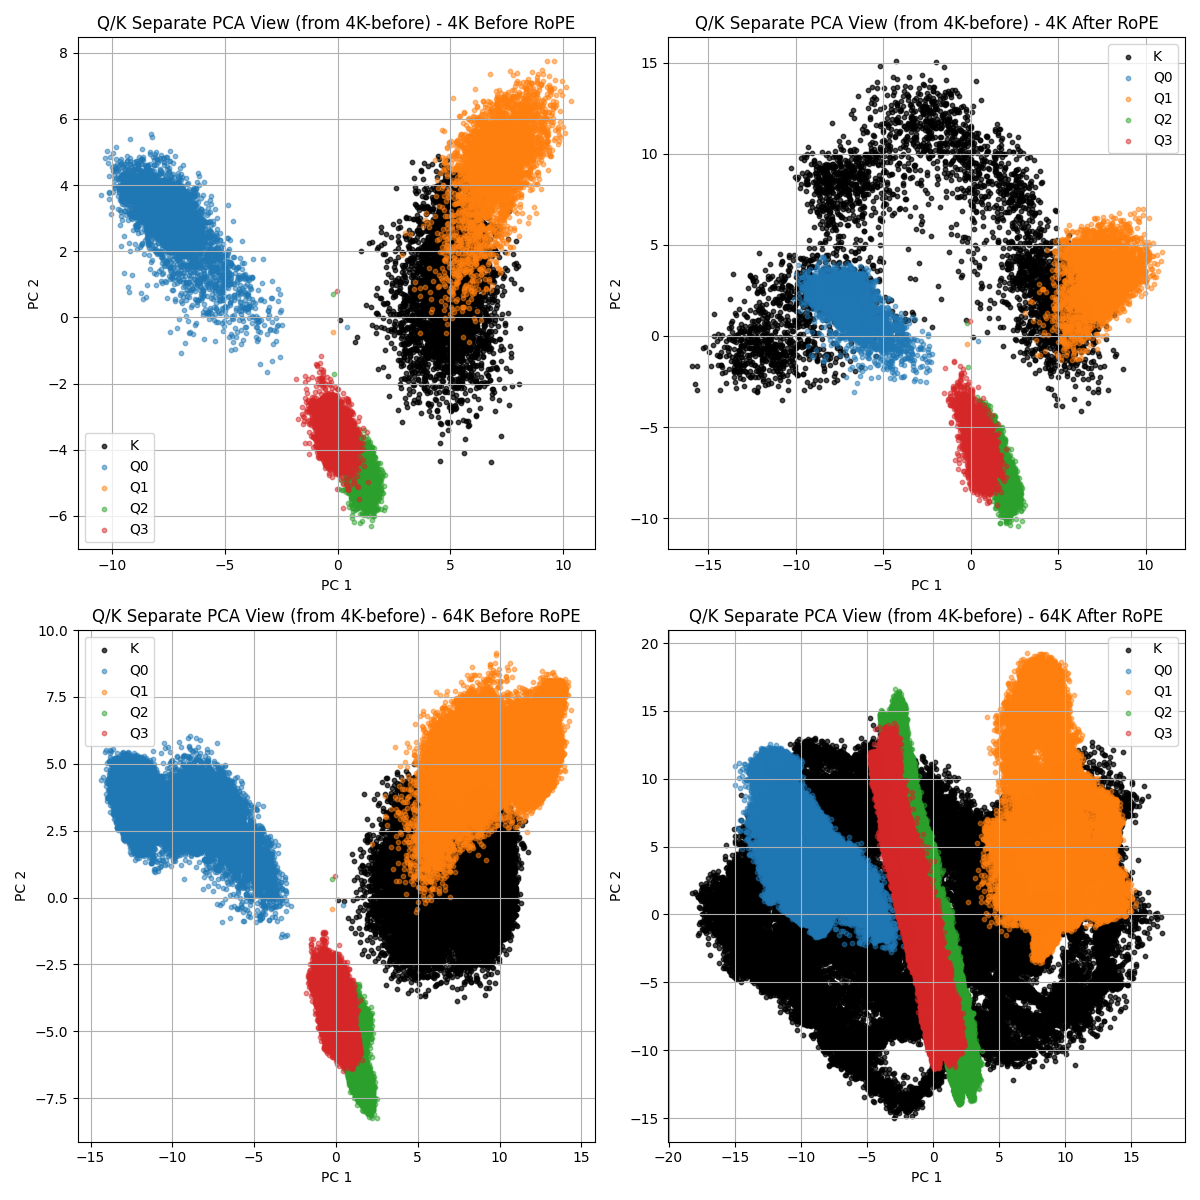 Q/K Separate PCA View (from 4K-before) - 4K Before RoPE
8
6
4
2
0
−2
−4
−6
PC 2
K
Q0
Q1
Q2
Q3
−10
−5
0
5
10
PC 1
Q/K Separate PCA View (from 4K-before) - 4K After RoPE
15
10
5
0
−5
−10
PC 2
K
Q0
Q1
Q2
Q3
−15
−10
−5
0
5
10
PC 1
Q/K Separate PCA View (from 4K-before) - 64K Before RoPE
10.0
7.5
5.0
2.5
0.0
−2.5
−5.0
−7.5
PC 2
K
Q0
Q1
Q2
Q3
−15
−10
−5
0
5
10
15
PC 1
Q/K Separate PCA View (from 4K-before) - 64K After RoPE
20
15
10
5
0
−5
−10
−15
PC 2
K
Q0
Q1
Q2
Q3
−20
−15
−10
−5
0
5
10
15
PC 1